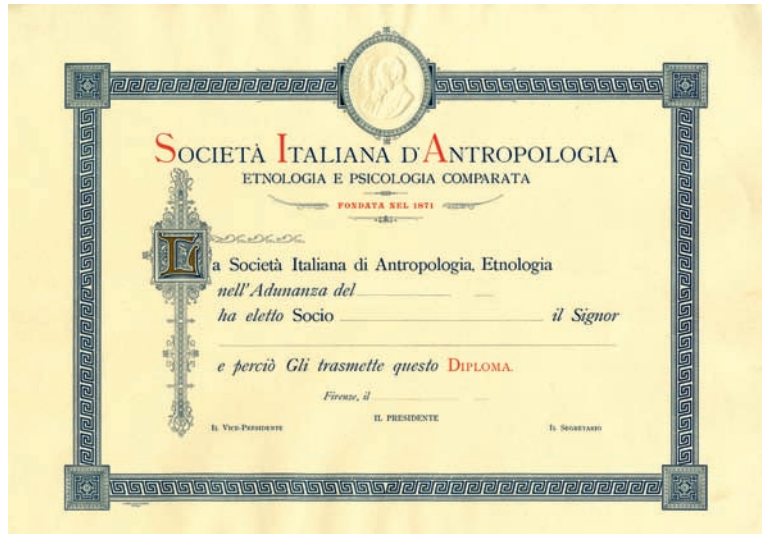 SOCIETÀ ITALIANA D'ANTROPOLOGIA
ETNOLOGIA E PSICOLOGIA COMPARATA
FONDATA NEL 1871
La Società Italiana di Antropologia, Etnologia
nell'Adunanza del
ha eletto Socio il Signor
e perciò Gli trasmette questo DIPLOMA.
Firenze, il
IL PRESIDENTE
IL VICE-PRESIDENTE IL SEGRETARIO